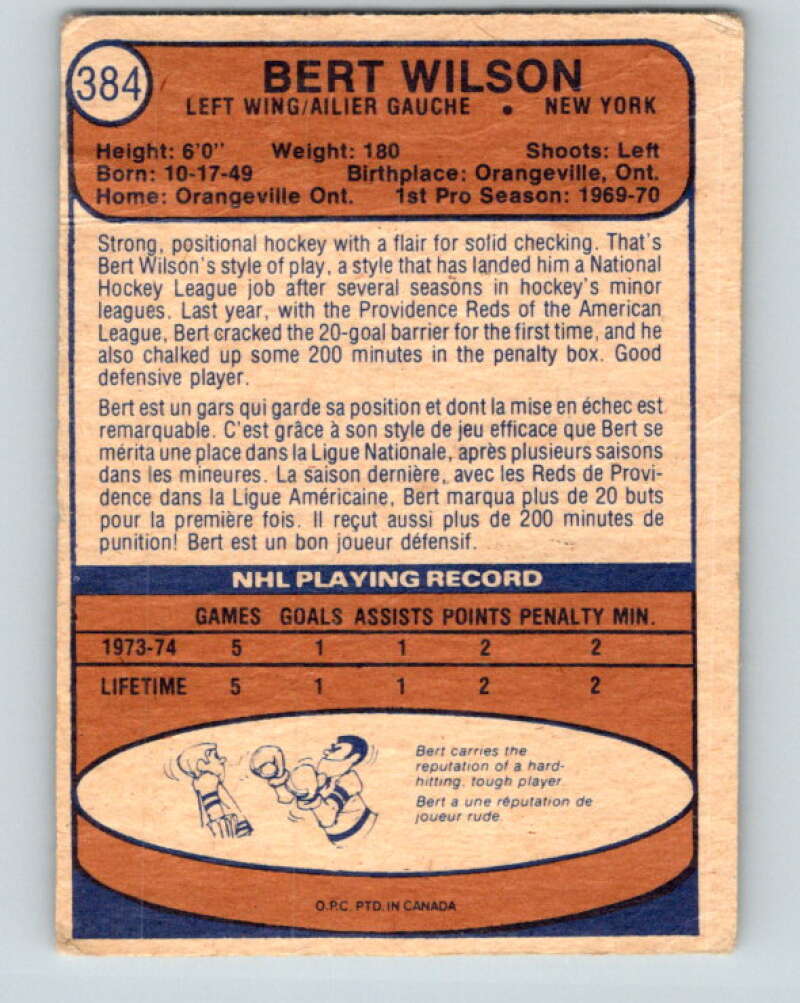 384
BERT WILSON
LEFT WING/AILIER GAUCHE • NEW YORK
Height: 6'0" Weight: 180 Shoots: Left
Born: 10-17-49 Birthplace: Orangeville, Ont.
Home: Orangeville Ont. 1st Pro Season: 1969-70
Strong, positional hockey with a flair for solid checking. That's
Bert Wilson's style of play, a style that has landed him a National
Hockey League job after several seasons in hockey's minor
leagues. Last year, with the Providence Reds of the American
League, Bert cracked the 20-goal barrier for the first time, and he
also chalked up some 200 minutes in the penalty box. Good
defensive player.
Bert est un gars qui garde sa position et dont la mise en échec est
remarquable. C'est grâce à son style de jeu efficace que Bert se
mérita une place dans la Ligue Nationale, après plusieurs saisons
dans les mineures. La saison dernière, avec les Reds de Provi-
dence dans la Ligue Américaine, Bert marqua plus de 20 buts
pour la première fois. Il reçut aussi plus de 200 minutes de
punition! Bert est un bon joueur défensif.
NHL PLAYING RECORD
GAMES GOALS ASSISTS POINTS PENALTY MIN.
1973-74 5 1 1 2 2
LIFETIME 5 1 1 2 2
Bert carries the
reputation of a hard-
hitting, tough player.
Bert a une réputation de
joueur rude.
O.P.C. PTD. IN CANADA